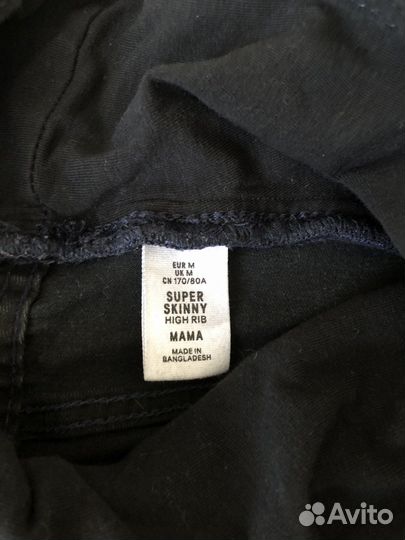 EUR M
UK M
CN 170/80A
SUPER
SKINNY
HIGH RIB
MAMA
MADE IN
BANGLADESH
Avito